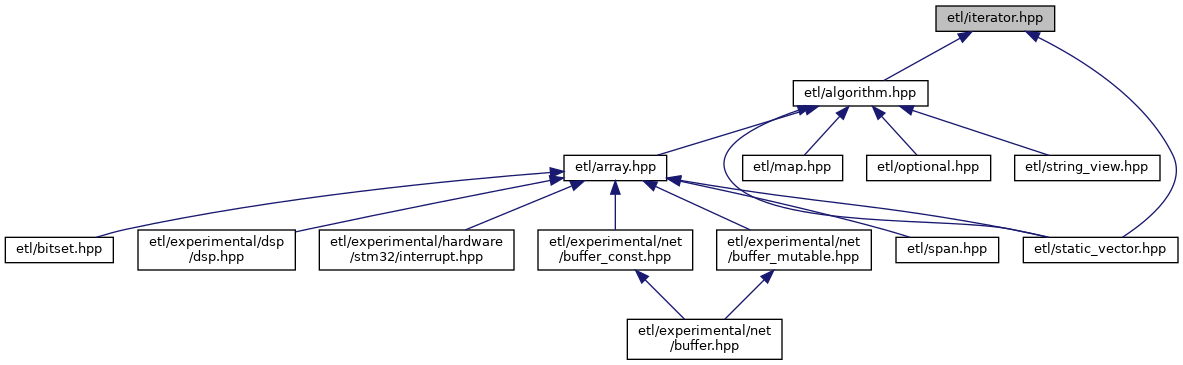 etl/iterator.hpp
etl/algorithm.hpp
etl/array.hpp
etl/map.hpp
etl/optional.hpp
etl/string_view.hpp
etl/bitset.hpp
etl/experimental/dsp
/dsp.hpp
etl/experimental/hardware
/stm32/interrupt.hpp
etl/experimental/net
/buffer_const.hpp
etl/experimental/net
/buffer_mutable.hpp
etl/span.hpp
etl/static_vector.hpp
etl/experimental/net
/buffer.hpp